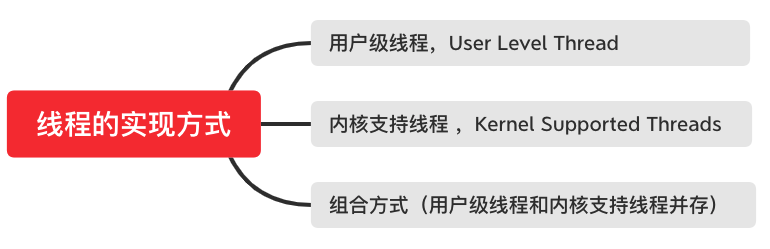 线程的实现方式
用户级线程，User Level Thread
内核支持线程 ，Kernel Supported Threads
组合方式（用户级线程和内核支持线程并存）